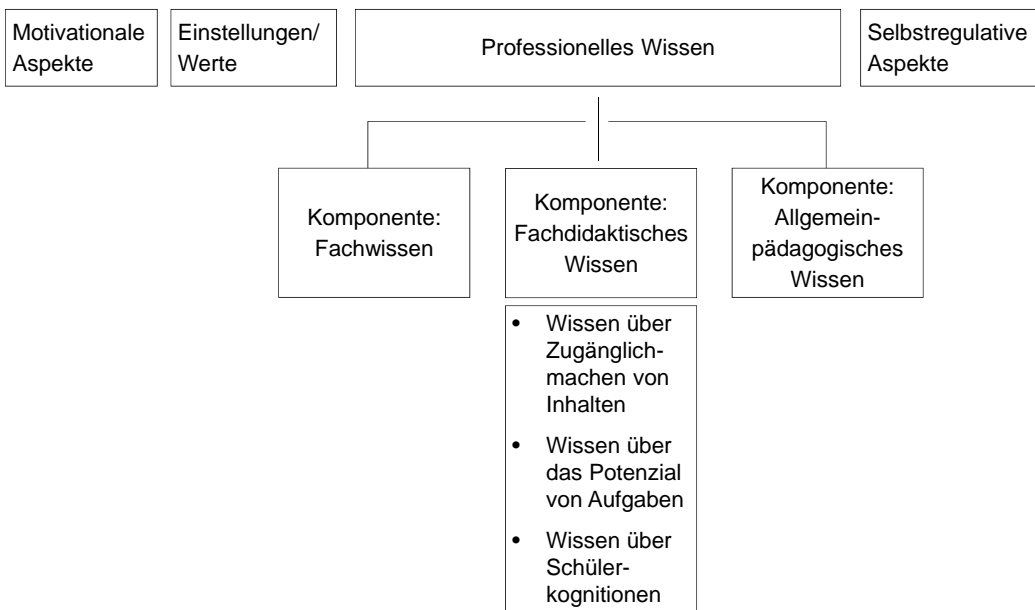 Motivationale
Aspekte
Einstellungen/
Werte
Professionelles Wissen
Selbstregulative
Aspekte
Komponente:
Fachwissen
Komponente:
Fachdidaktisches
Wissen
Komponente:
Allgemein-
pädagogisches
Wissen
• Wissen über
Zugänglich-
machen von
Inhalten
• Wissen über
das Potenzial
von Aufgaben
• Wissen über
Schüler-
kognitionen